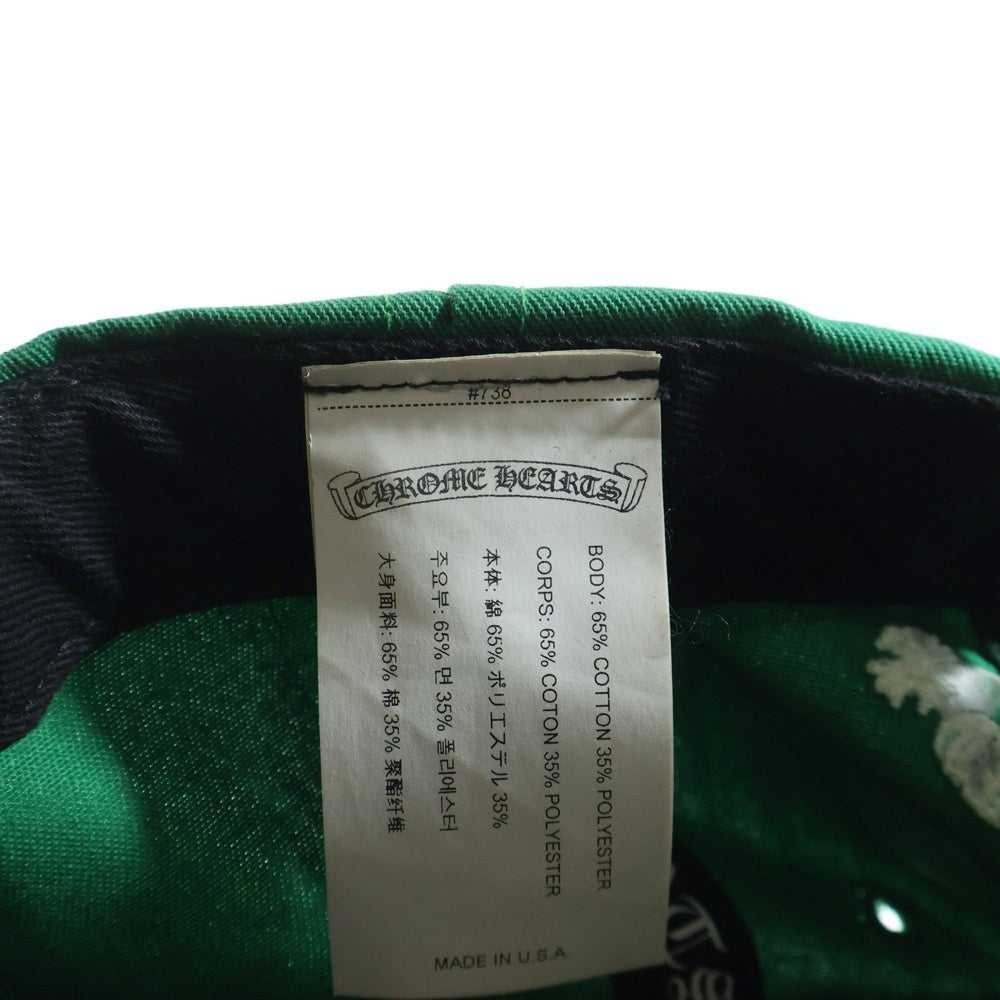 #738
CHROME HEARTS
BODY: 65% COTTON 35% POLYESTER
CORPS: 65% COTON 35% POLYESTER
本体: 綿 65% ポリエステル 35%
주요부: 65% 면 35% 폴리에스터
大身面料: 65% 棉 35% 聚酯纤维
MADE IN U.S.A.